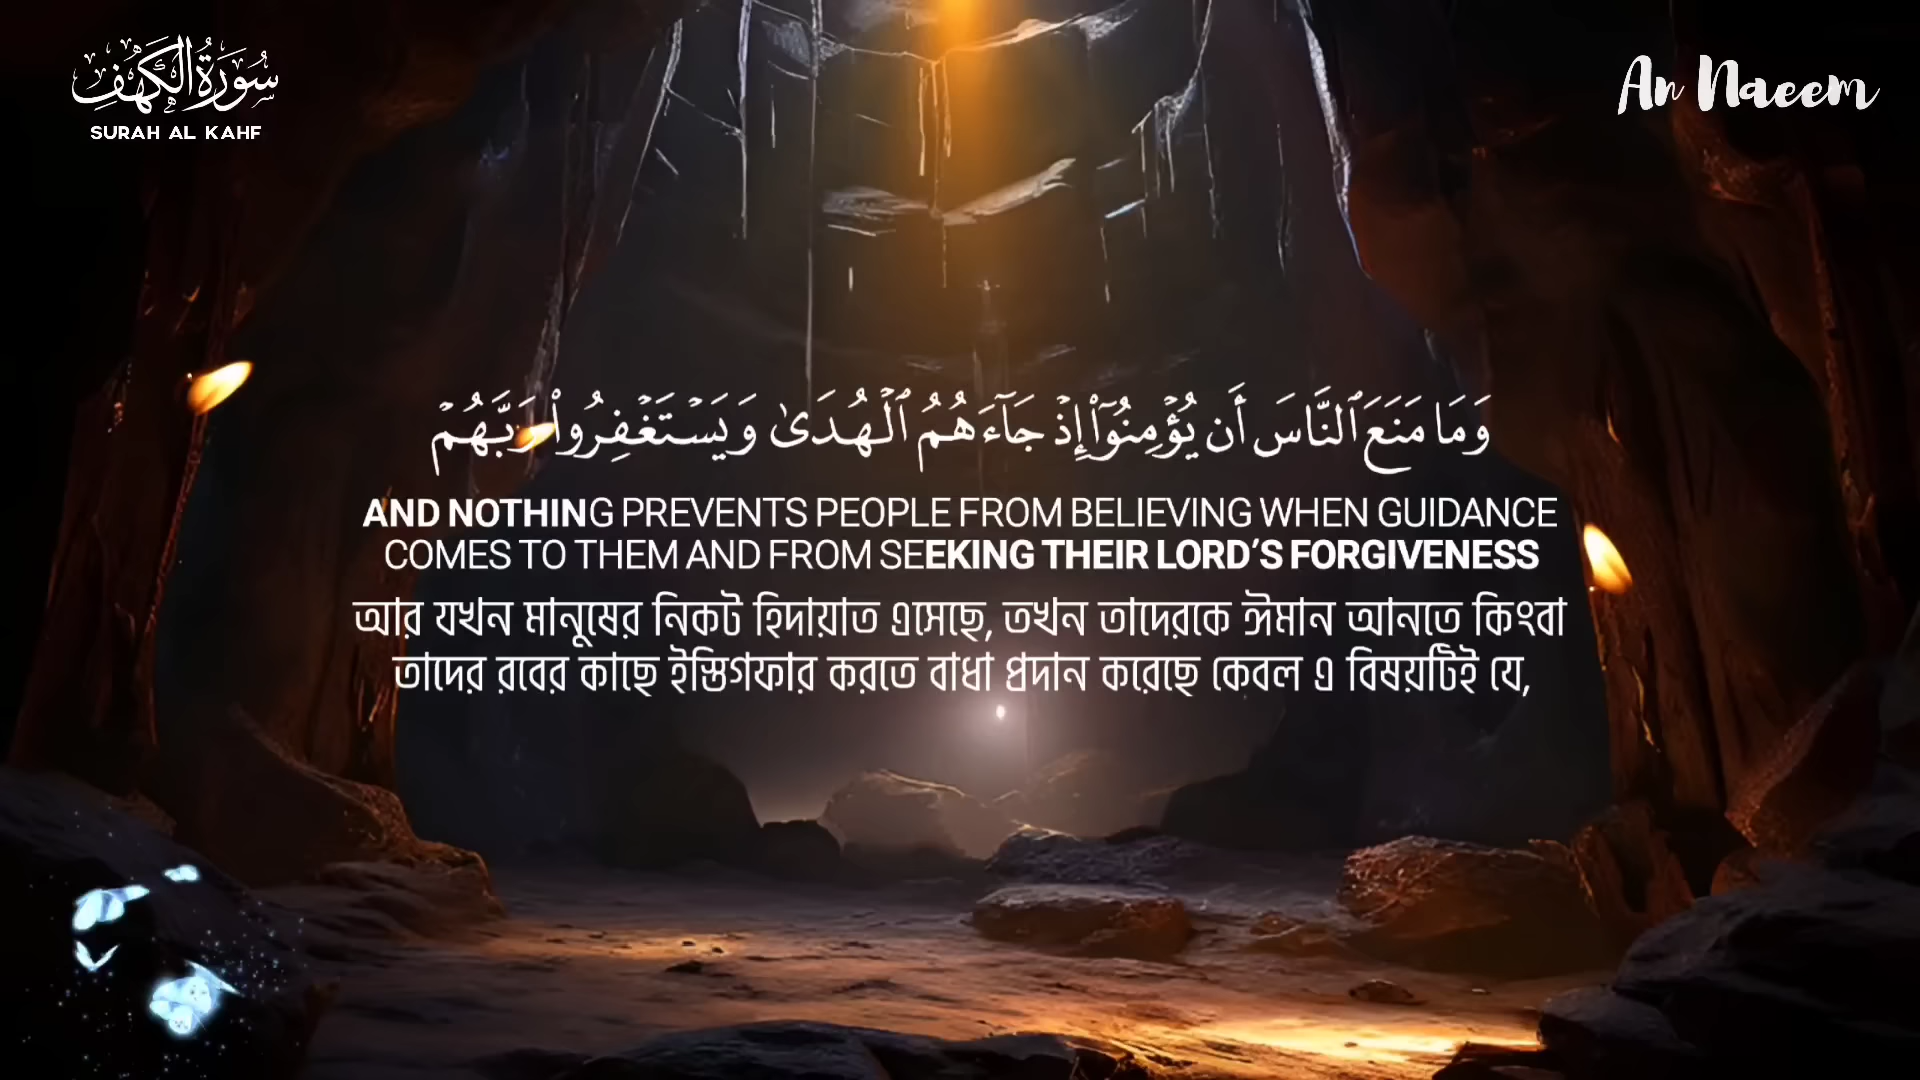 سُورَةُ الْكَهْفِ
SURAH AL KAHF
An Naeem
وَمَا مَنَعَ ٱلنَّاسَ أَن يُؤْمِنُوٓا۟ إِذْ جَآءَهُمُ ٱلْهُدَىٰ وَيَسْتَغْفِرُوا۟ رَبَّهُمْ
AND NOTHING PREVENTS PEOPLE FROM BELIEVING WHEN GUIDANCE
COMES TO THEM AND FROM SEEKING THEIR LORD’S FORGIVENESS
আর যখন মানুষের নিকট হিদায়াত এসেছে, তখন তাদেরকে ঈমান আনতে কিংবা
তাদের রবের কাছে ইস্তিগফার করতে বাধা প্রদান করেছে কেবল এ বিষয়টিই যে,